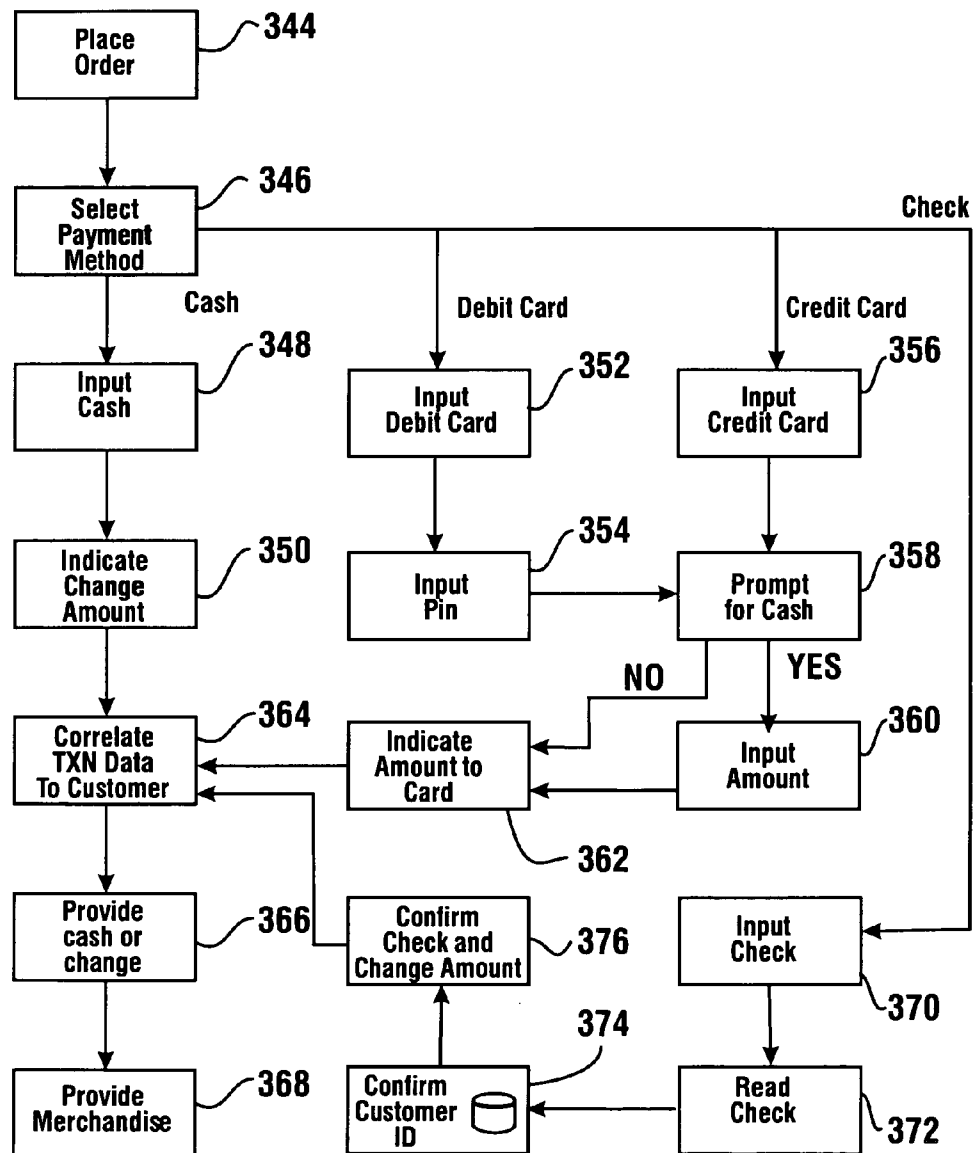 Place
Order
344
Select
Payment
Method
346
Check
Cash
Debit Card
Credit Card
Input
Cash
348
Input
Debit Card
352
Input
Credit Card
356
Indicate
Change
Amount
350
Input
Pin
354
Prompt
for Cash
358
NO
YES
Correlate
TXN Data
To Customer
364
Indicate
Amount to
Card
362
Input
Amount
360
Provide
cash or
change
366
Confirm
Check and
Change Amount
376
Input
Check
370
Provide
Merchandise
368
Confirm
Customer
ID
374
Read
Check
372